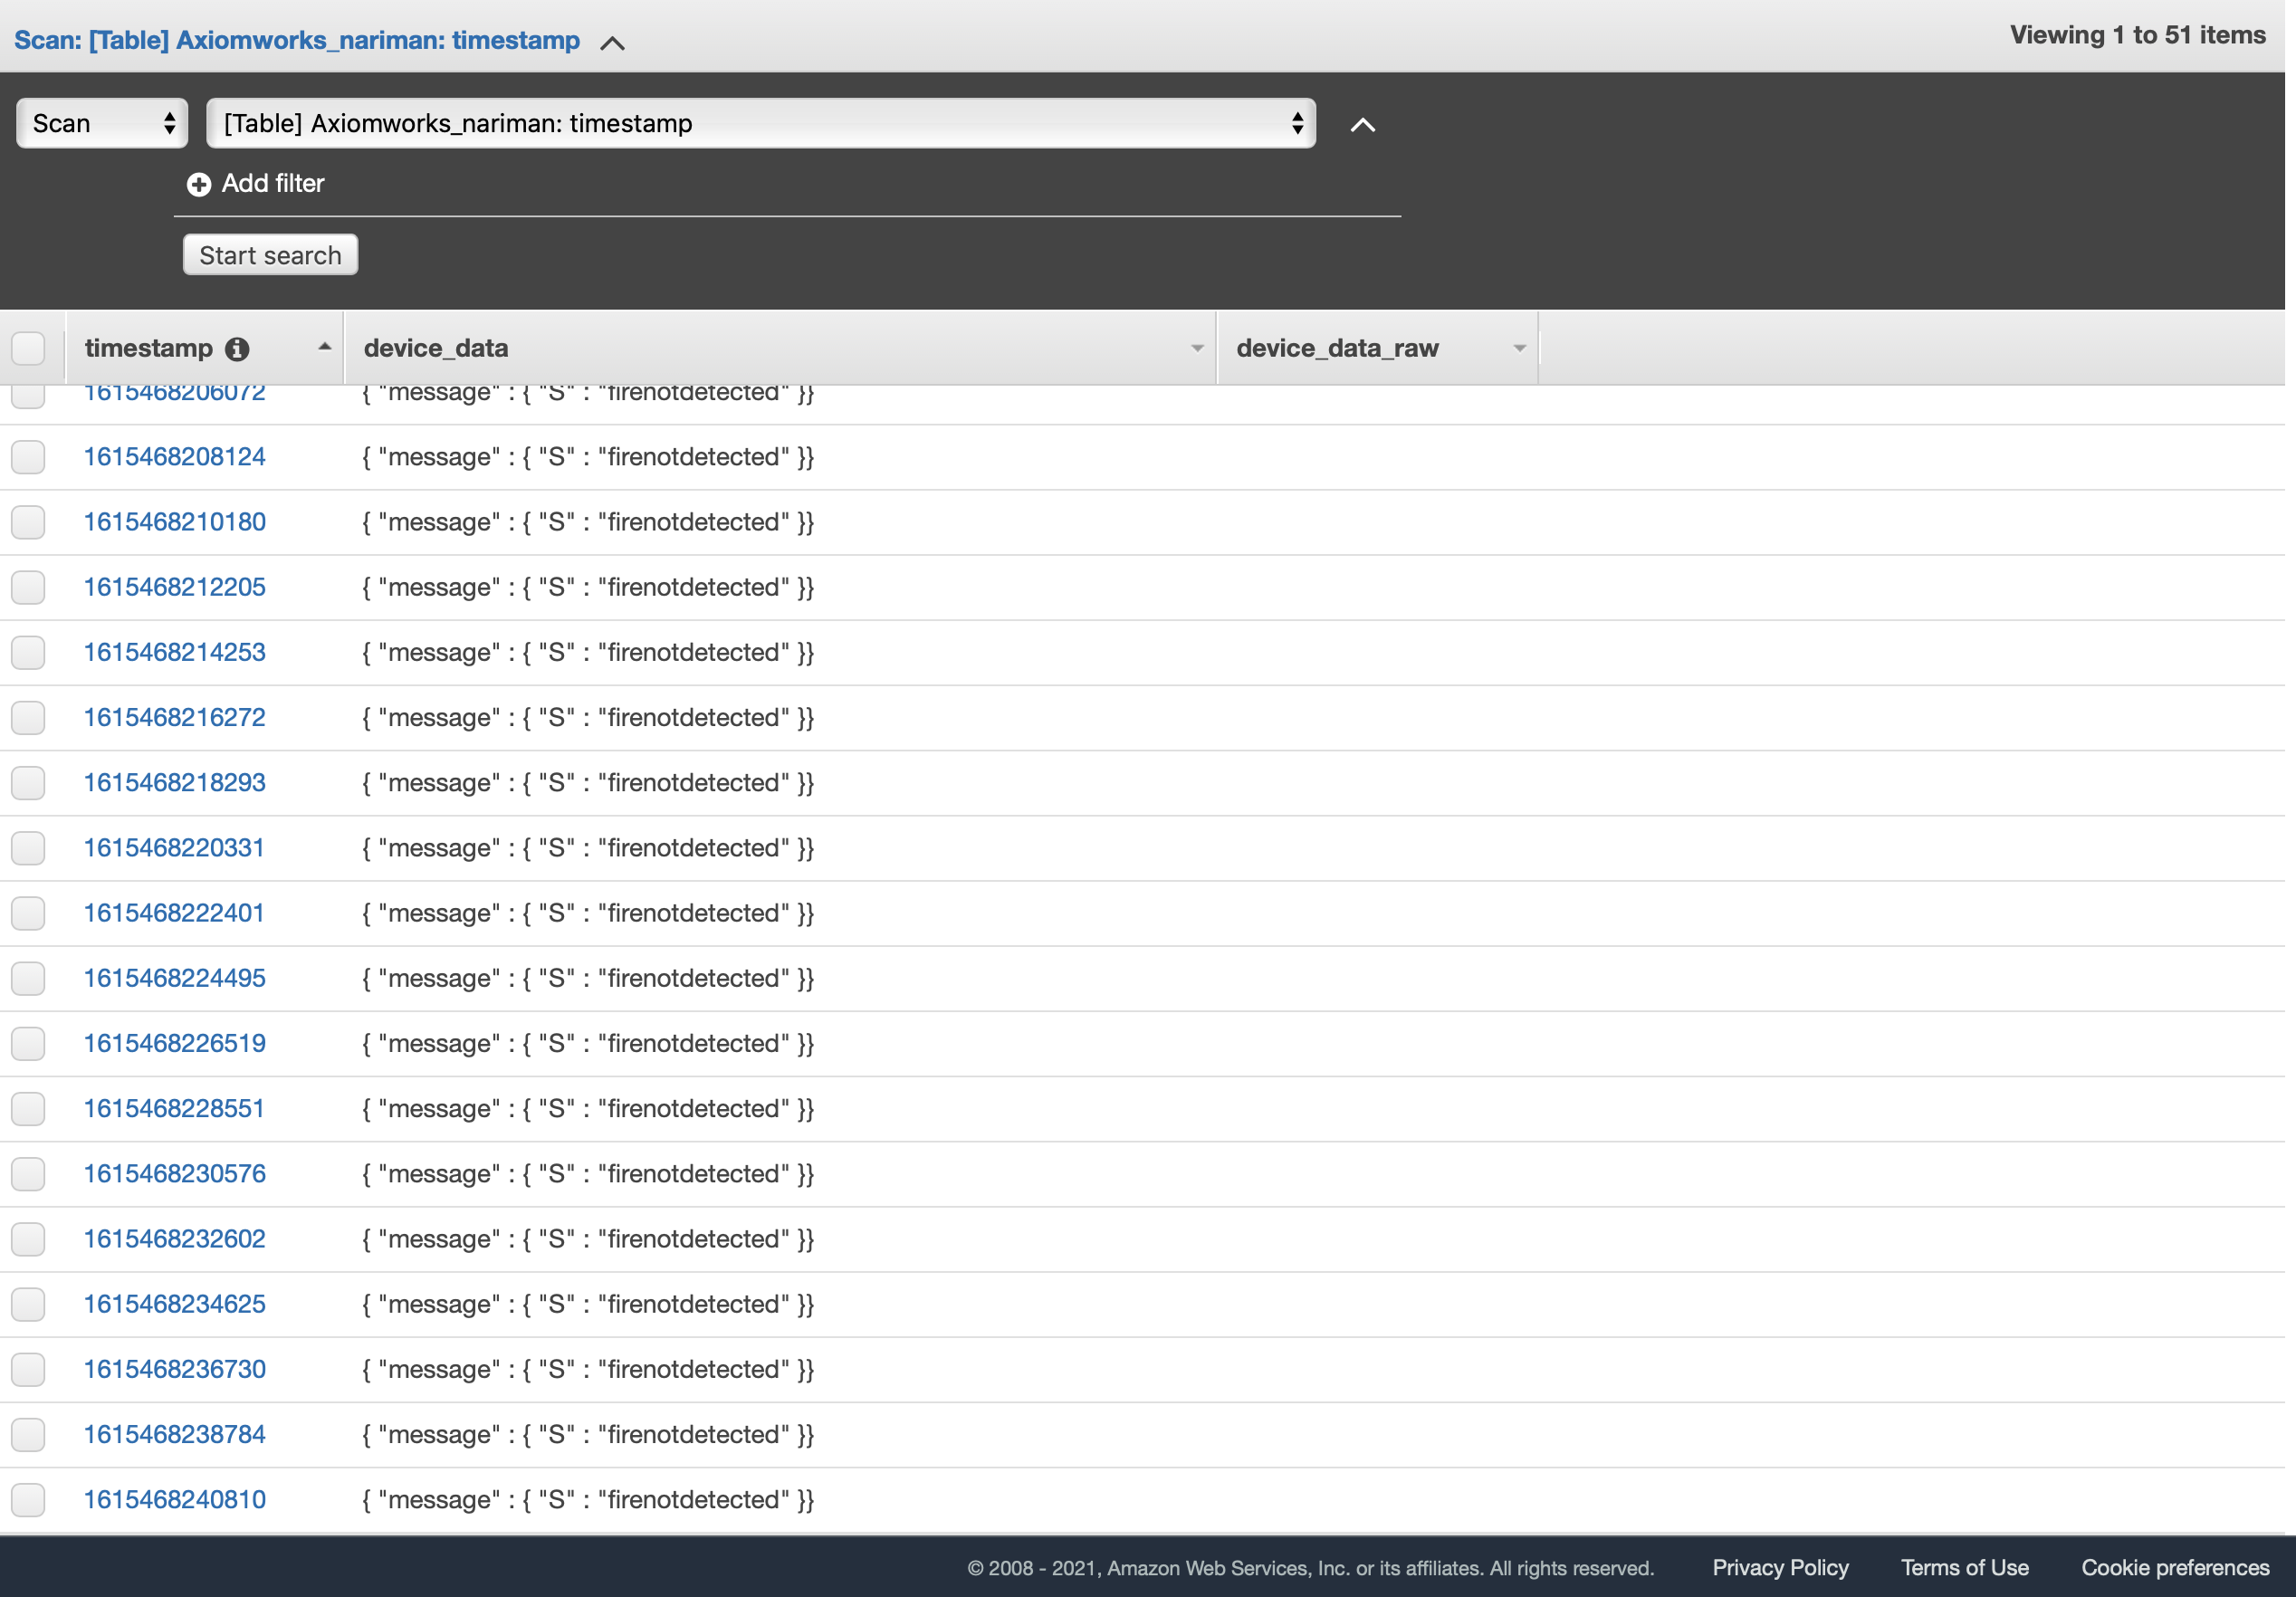 Scan: [Table] Axiomworks_nariman: timestamp
Viewing 1 to 51 items
Scan [Table] Axiomworks_nariman: timestamp
Add filter
Start search
timestamp device_data device_data_raw
1615468206072 { "message" : { "S" : "firenotdetected" }}
1615468208124 { "message" : { "S" : "firenotdetected" }}
1615468210180 { "message" : { "S" : "firenotdetected" }}
1615468212205 { "message" : { "S" : "firenotdetected" }}
1615468214253 { "message" : { "S" : "firenotdetected" }}
1615468216272 { "message" : { "S" : "firenotdetected" }}
1615468218293 { "message" : { "S" : "firenotdetected" }}
1615468220331 { "message" : { "S" : "firenotdetected" }}
1615468222401 { "message" : { "S" : "firenotdetected" }}
1615468224495 { "message" : { "S" : "firenotdetected" }}
1615468226519 { "message" : { "S" : "firenotdetected" }}
1615468228551 { "message" : { "S" : "firenotdetected" }}
1615468230576 { "message" : { "S" : "firenotdetected" }}
1615468232602 { "message" : { "S" : "firenotdetected" }}
1615468234625 { "message" : { "S" : "firenotdetected" }}
1615468236730 { "message" : { "S" : "firenotdetected" }}
1615468238784 { "message" : { "S" : "firenotdetected" }}
1615468240810 { "message" : { "S" : "firenotdetected" }}
© 2008 - 2021, Amazon Web Services, Inc. or its affiliates. All rights reserved. Privacy Policy Terms of Use Cookie preferences